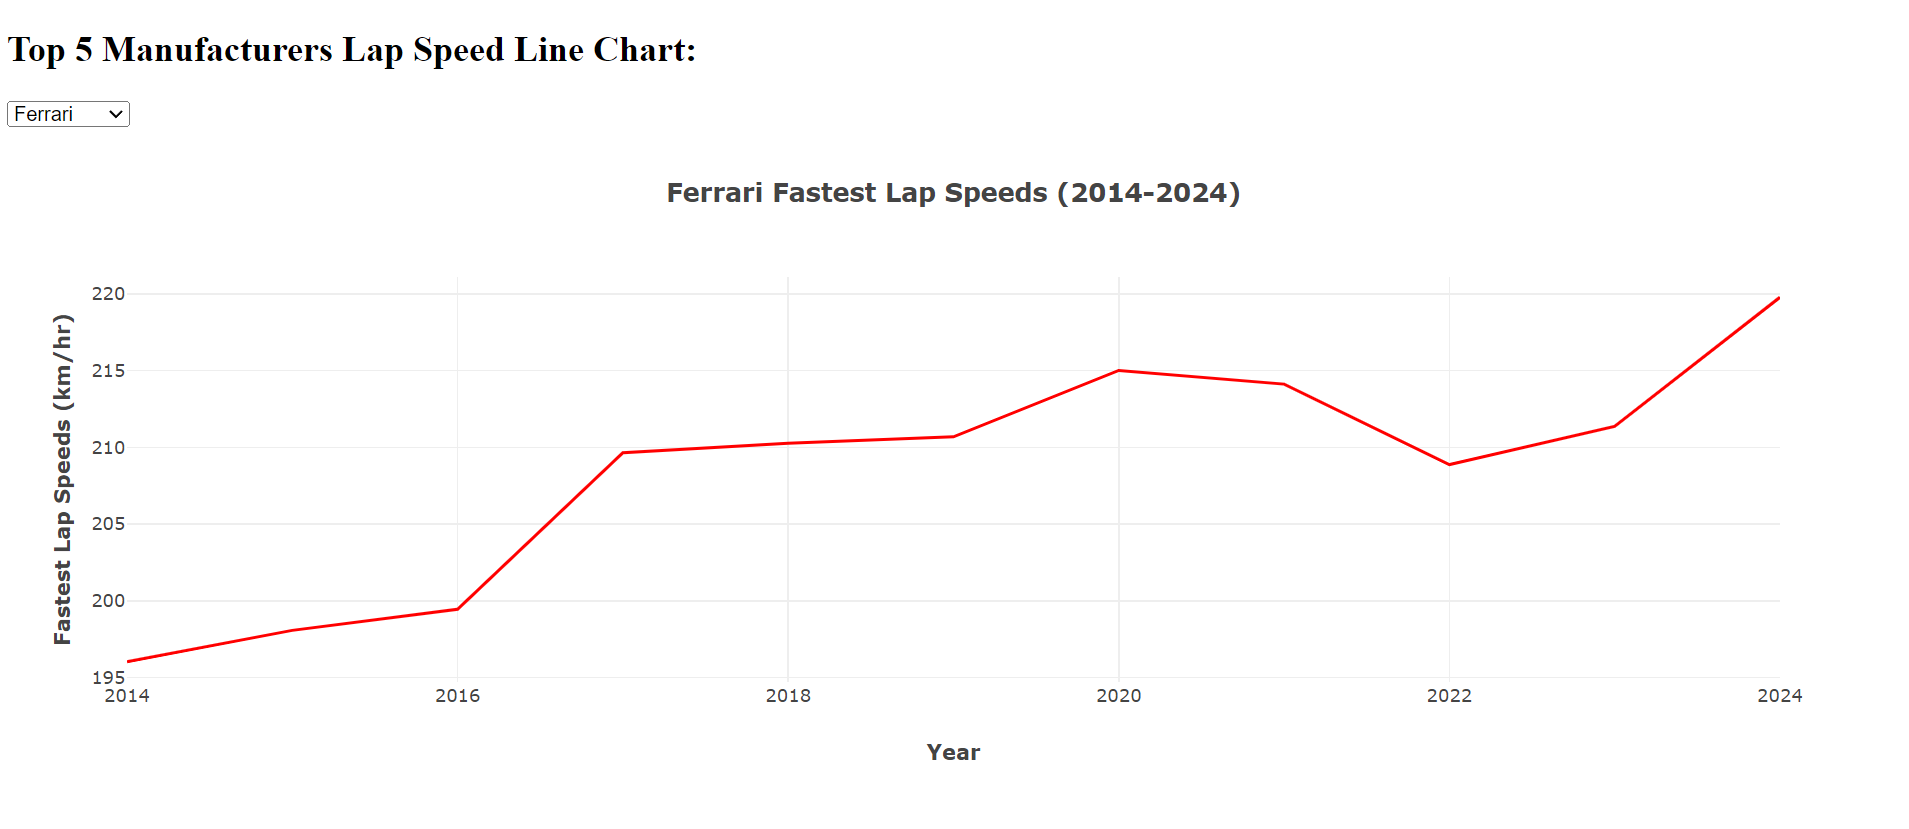 Top 5 Manufacturers Lap Speed Line Chart:
Ferrari
Ferrari Fastest Lap Speeds (2014-2024)
Fastest Lap Speeds (km/hr)
220
215
210
205
200
195
2014 2016 2018 2020 2022 2024
Year